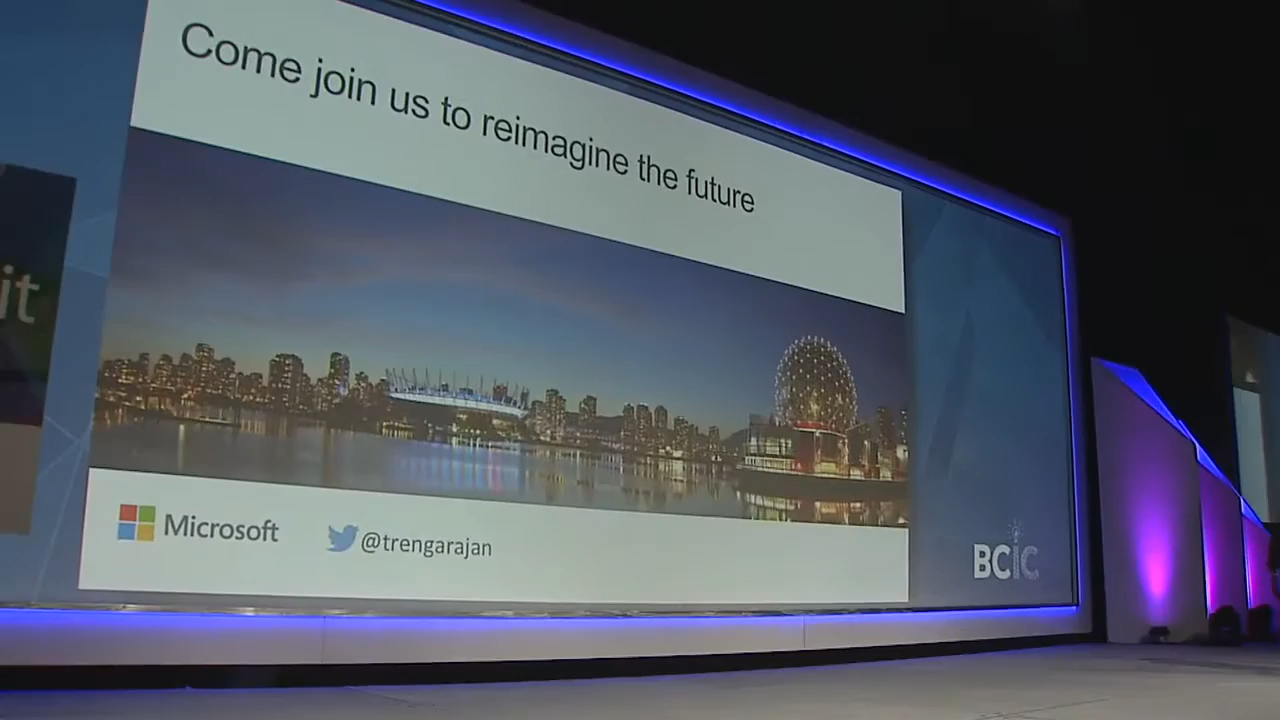 Come join us to reimagine the future
it
Microsoft
@trengarajan
BCIC